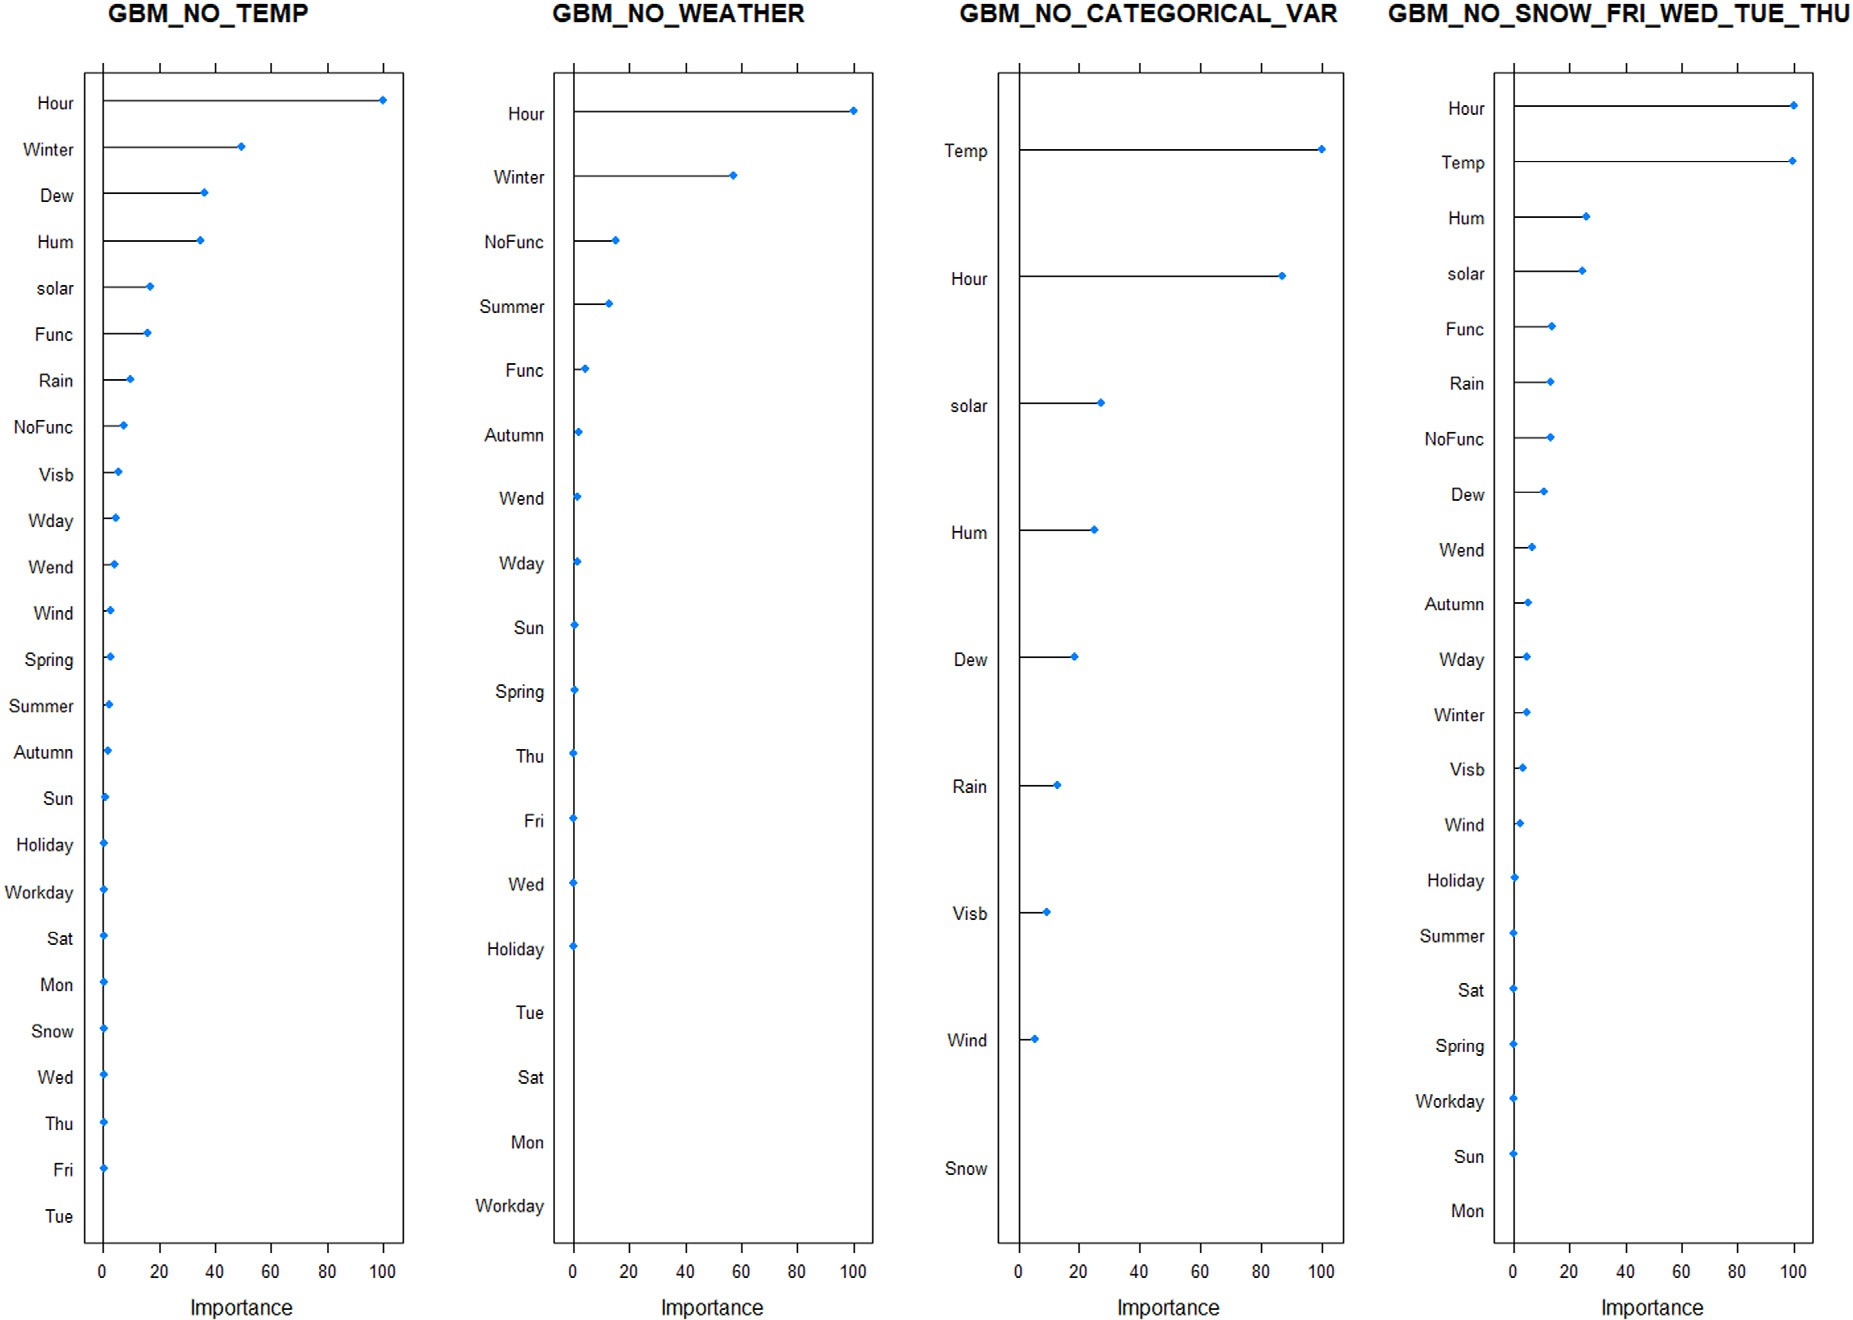 GBM_NO_TEMP
Hour
Winter
Dew
Hum
solar
Func
Rain
NoFunc
Visb
Wday
Wend
Wind
Spring
Summer
Autumn
Sun
Holiday
Workday
Sat
Mon
Snow
Wed
Thu
Fri
Tue
0 20 40 60 80 100
Importance
GBM_NO_WEATHER
Hour
Winter
NoFunc
Summer
Func
Autumn
Wend
Wday
Sun
Spring
Thu
Fri
Wed
Holiday
Tue
Sat
Mon
Workday
0 20 40 60 80 100
Importance
GBM_NO_CATEGORICAL_VAR
Temp
Hour
solar
Hum
Dew
Rain
Visb
Wind
Snow
0 20 40 60 80 100
Importance
GBM_NO_SNOW_FRI_WED_TUE_THU
Hour
Temp
Hum
solar
Func
Rain
NoFunc
Dew
Wend
Autumn
Wday
Winter
Visb
Wind
Holiday
Summer
Sat
Spring
Workday
Sun
Mon
0 20 40 60 80 100
Importance